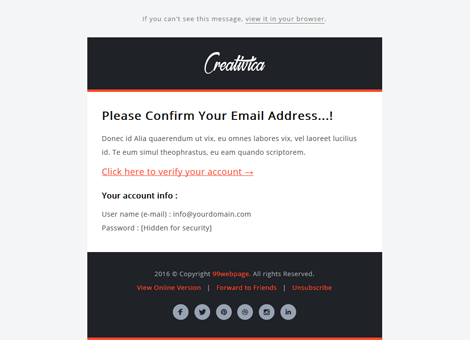 If you can't see this message, view it in your browser.
Creativica
Please Confirm Your Email Address...!
Donec id Alia quaerendum ut vix, eu omnes labores vix, vel laoreet lucilius
id. Te eum simul theophrastus, eu eam quando scriptorem.
Click here to verify your account →
Your account info :
User name (e-mail) : info@yourdomain.com
Password : [Hidden for security]
2016 © Copyright 99webpage. All rights Reserved.
View Online Version | Forward to Friends | Unsubscribe